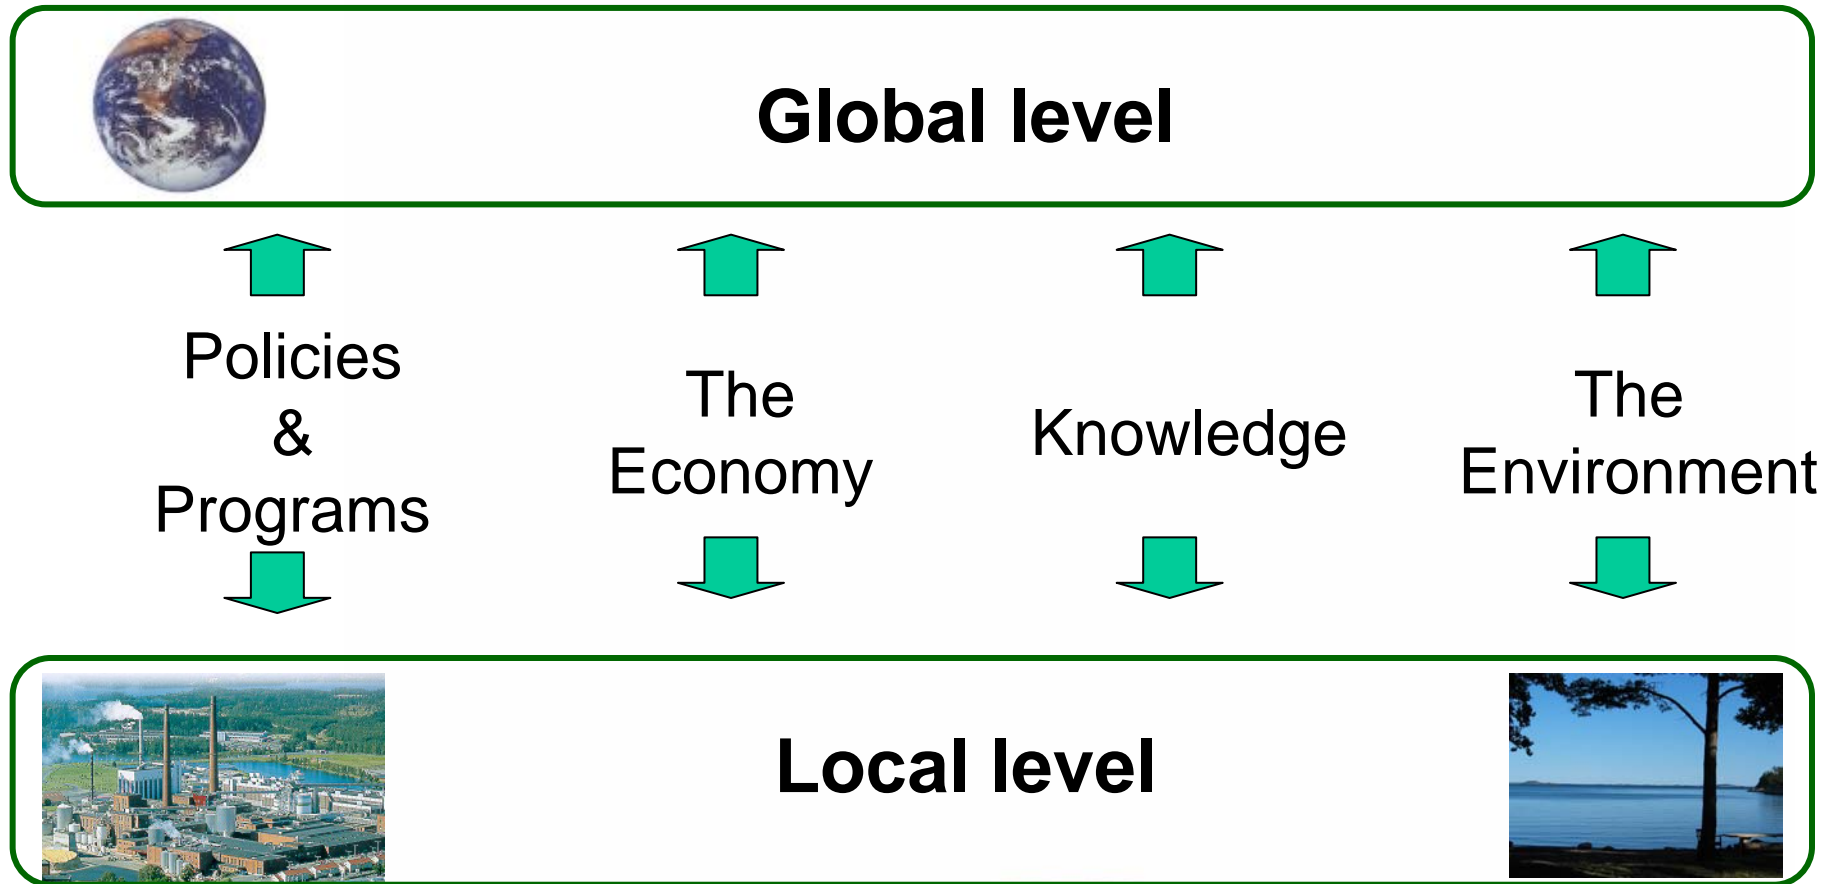 Global level
Policies
&
Programs
The
Economy
Knowledge
The
Environment
Local level